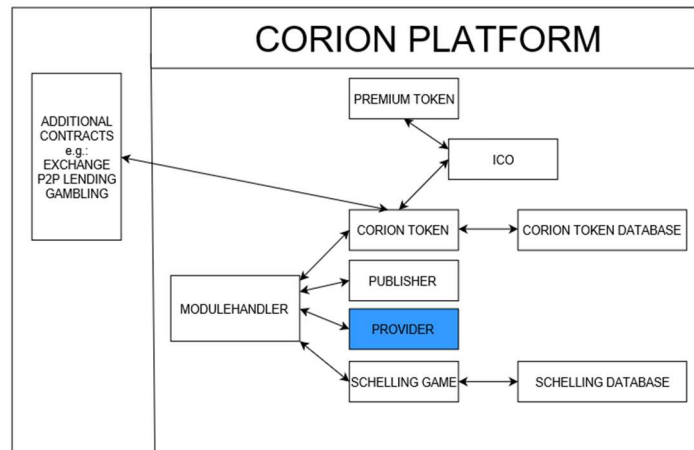 CORION PLATFORM
ADDITIONAL
CONTRACTS
e.g.:
EXCHANGE
P2P LENDING
GAMBLING
PREMIUM TOKEN
ICO
CORION TOKEN
CORION TOKEN DATABASE
PUBLISHER
MODULEHANDLER
PROVIDER
SCHELLING GAME
SCHELLING DATABASE